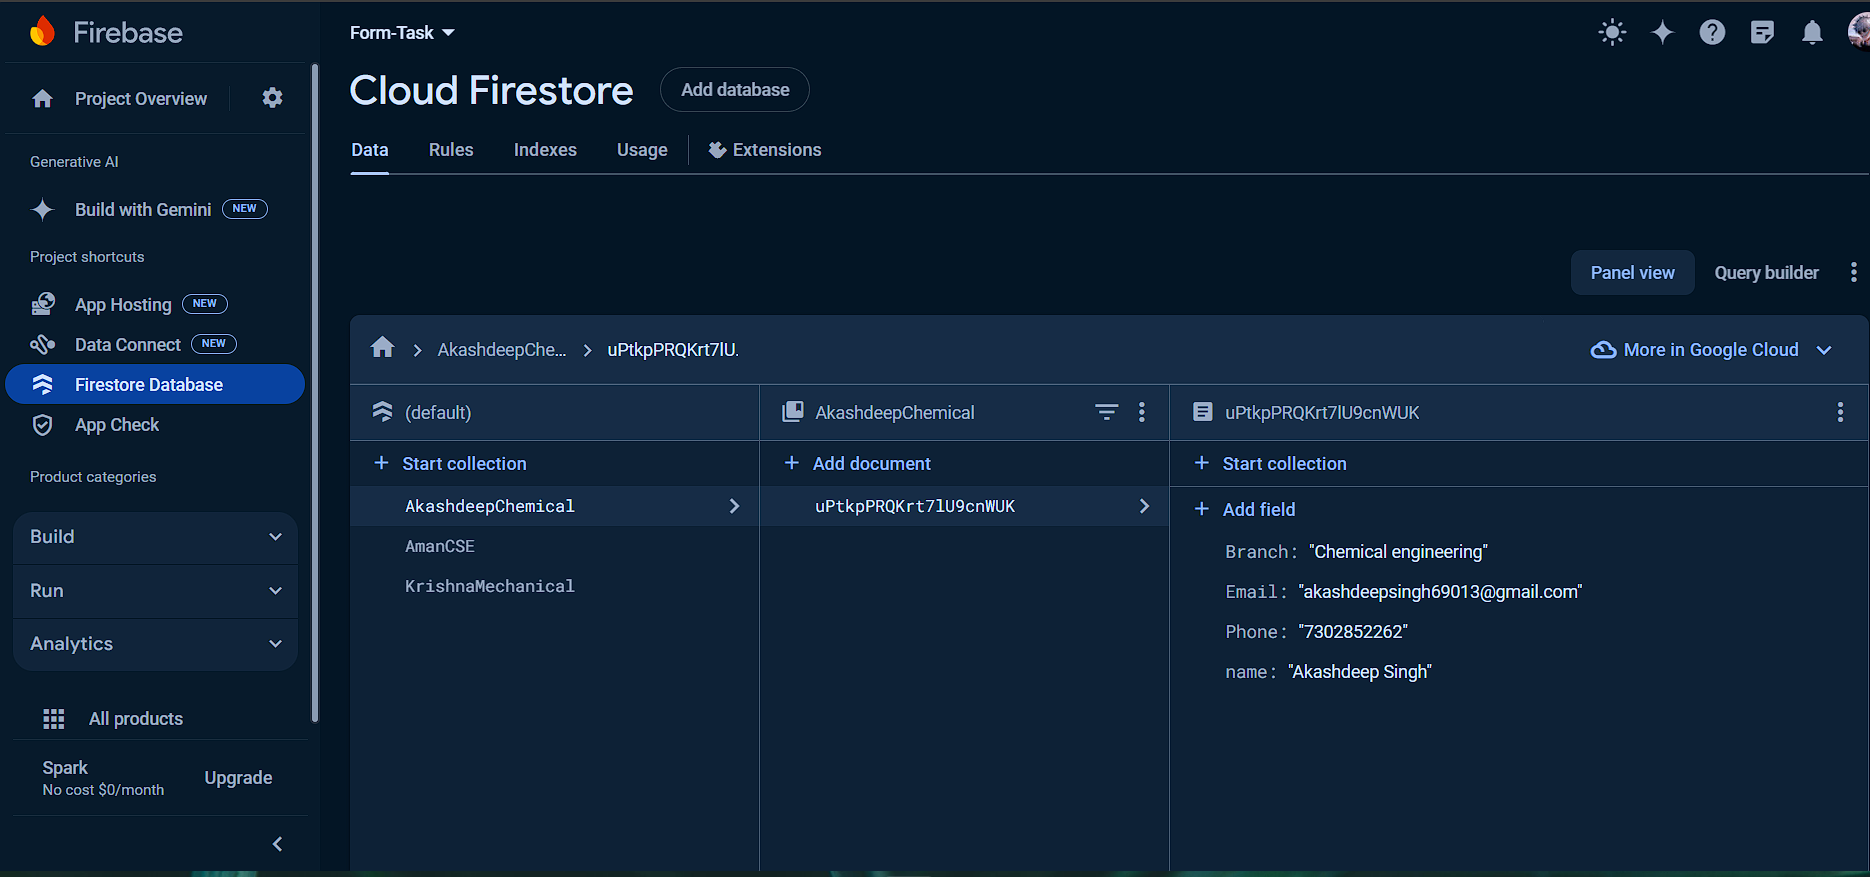 Firebase
Project Overview
Generative AI
Build with Gemini NEW
Project shortcuts
App Hosting NEW
Data Connect NEW
Firestore Database
App Check
Product categories
Build
Run
Analytics
All products
Spark
No cost $0/month
Upgrade
Form-Task
Cloud Firestore
Add database
Data
Rules
Indexes
Usage
Extensions
Panel view
Query builder
AkashdeepChe...
uPtkpPRQKrt7lU.
More in Google Cloud
(default)
Start collection
AkashdeepChemical
AmanCSE
KrishnaMechanical
AkashdeepChemical
Add document
uPtkpPRQKrt7lU9cnWUK
uPtkpPRQKrt7lU9cnWUK
Start collection
Add field
Branch: "Chemical engineering"
Email: "akashdeepsingh69013@gmail.com"
Phone: "7302852262"
name: "Akashdeep Singh"